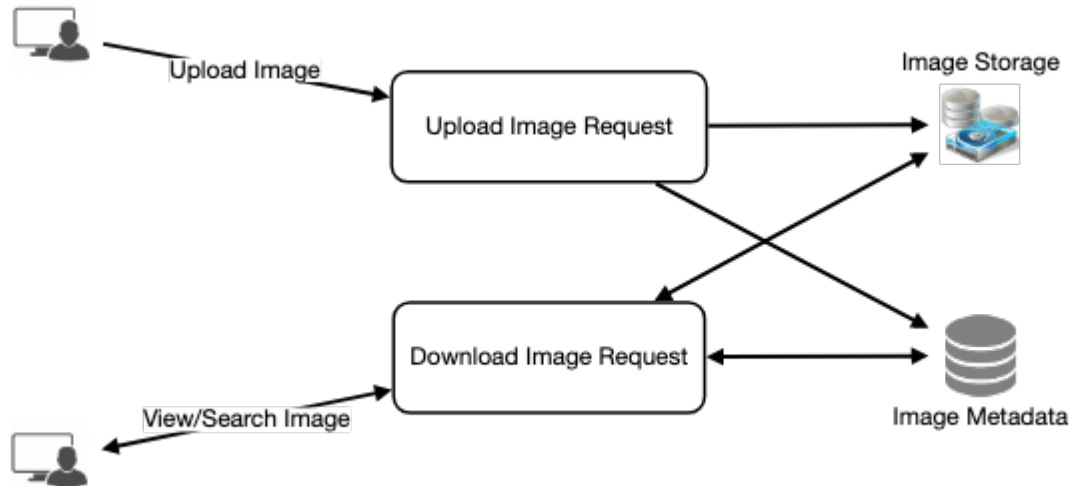 Upload Image
Image Storage
Upload Image Request
Download Image Request
View/Search Image
Image Metadata